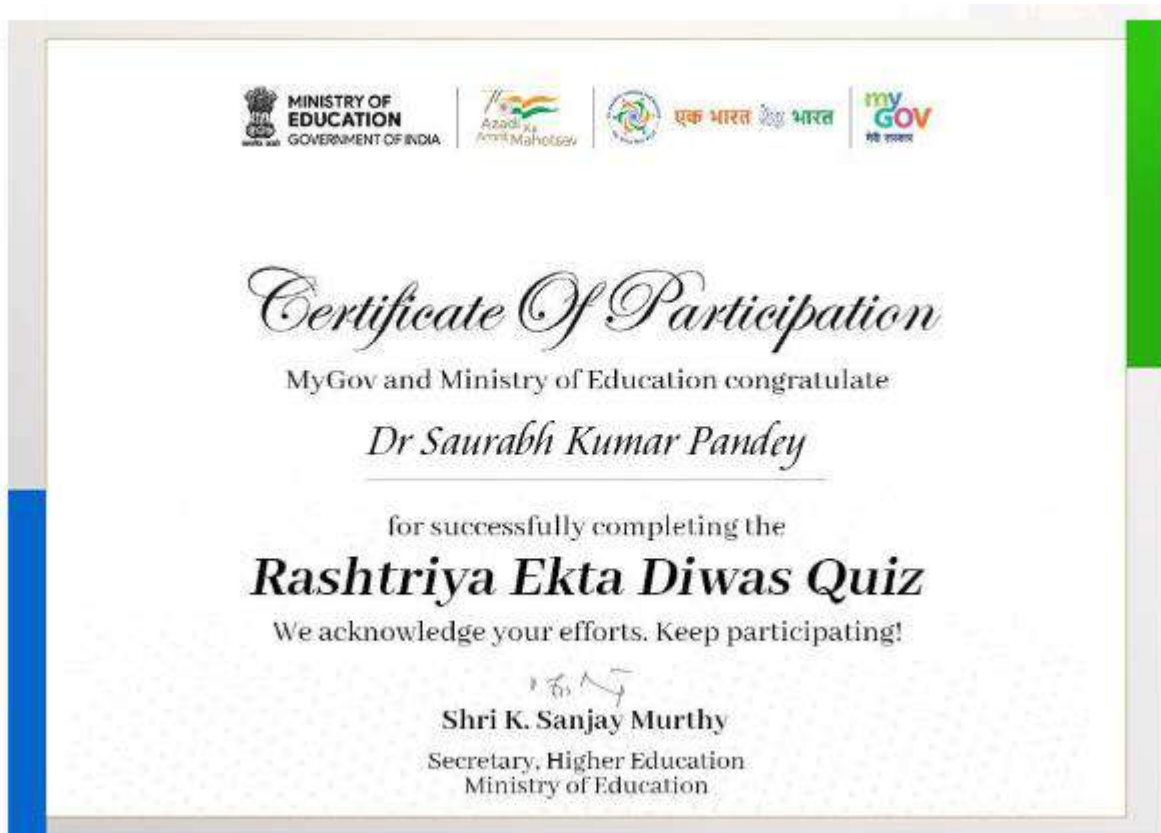 MINISTRY OF
EDUCATION
GOVERNMENT OF INDIA
Azadi Ka
Amrit Mahotsav
एक भारत श्रेष्ठ भारत
my
GOV
मेरी सरकार
Certificate Of Participation
MyGov and Ministry of Education congratulate
Dr Saurabh Kumar Pandey
for successfully completing the
Rashtriya Ekta Diwas Quiz
We acknowledge your efforts. Keep participating!
Shri K. Sanjay Murthy
Secretary, Higher Education
Ministry of Education